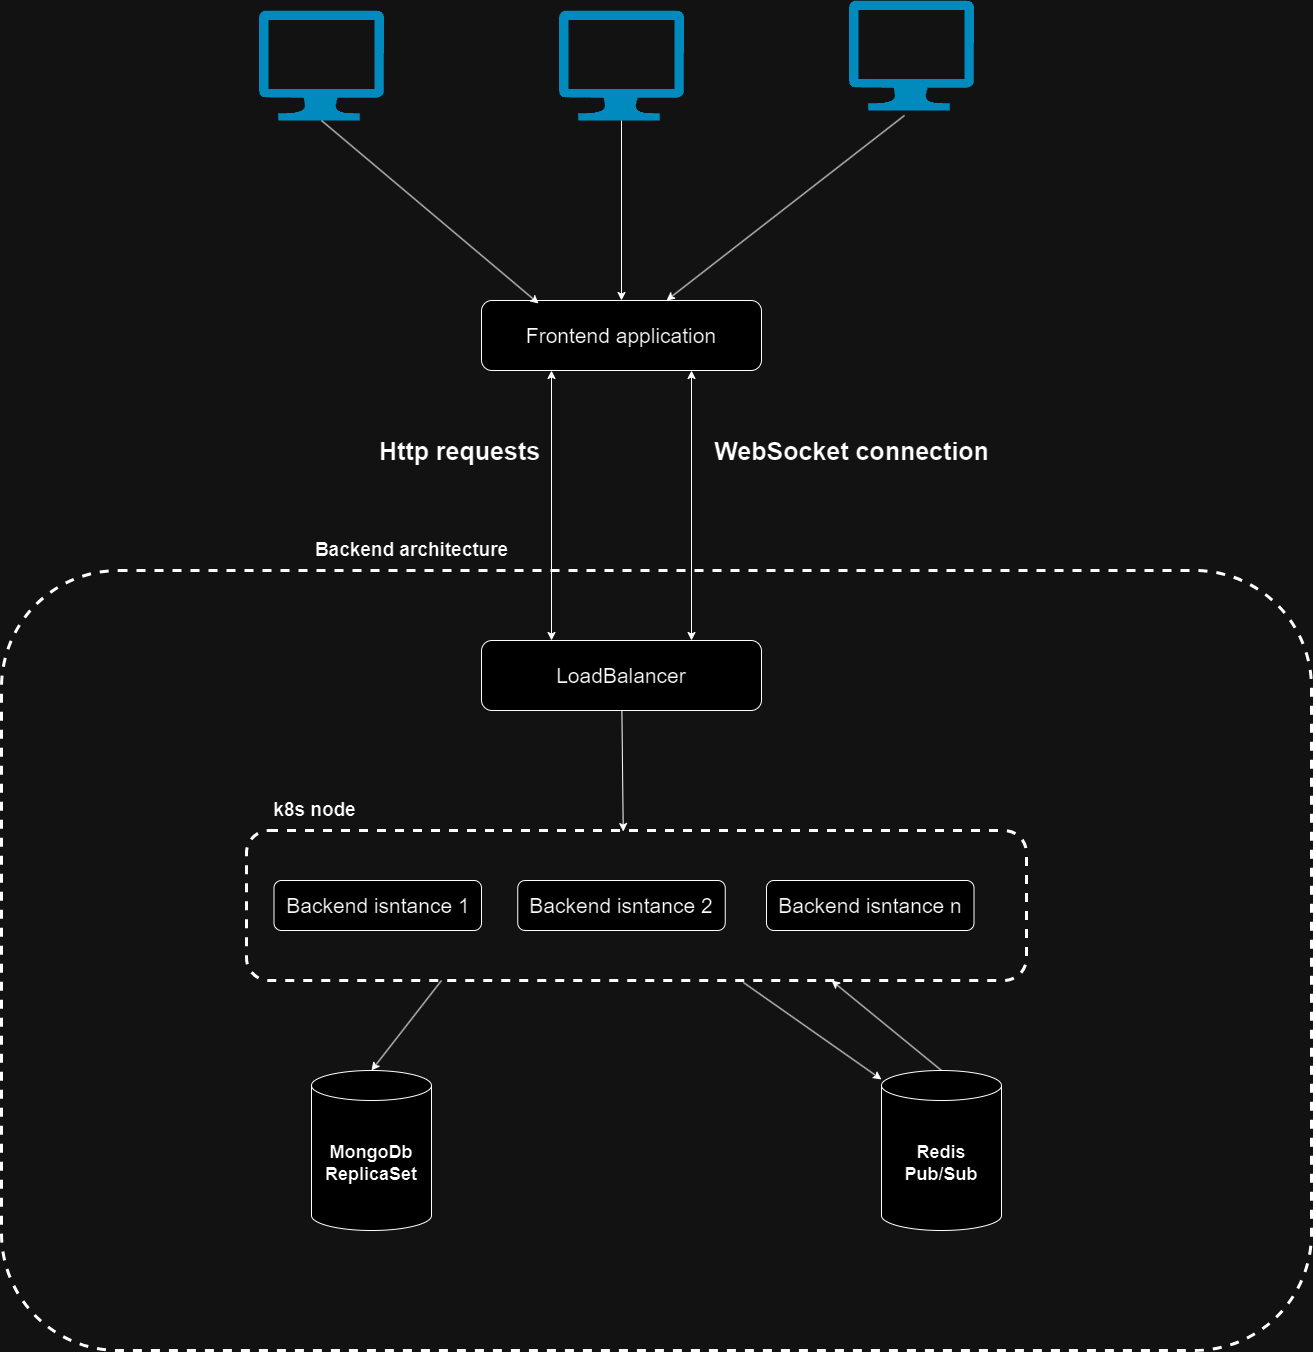 Frontend application
Http requests
WebSocket connection
Backend architecture
LoadBalancer
k8s node
Backend isntance 1
Backend isntance 2
Backend isntance n
MongoDb
ReplicaSet
Redis
Pub/Sub